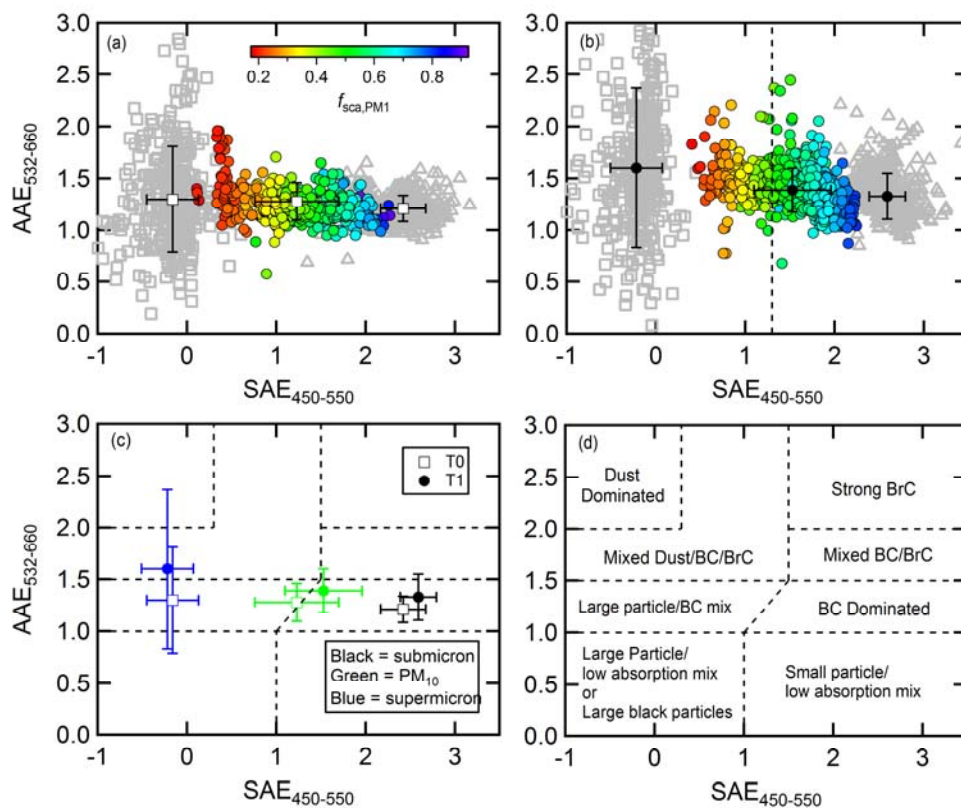 (a)
0.2 0.4 0.6 0.8
f sca,PM1
3.0
2.5
2.0
1.5
1.0
0.5
0.0
AAE532-660
-1 0 1 2 3
SAE450-550
(b)
3.0
2.5
2.0
1.5
1.0
0.5
0.0
-1 0 1 2 3
SAE450-550
(c)
T0
T1
3.0
2.5
2.0
1.5
1.0
0.5
0.0
AAE532-660
Black = submicron
Green = PM10
Blue = supermicron
-1 0 1 2 3
SAE450-550
(d)
3.0
2.5
2.0
1.5
1.0
0.5
0.0
Dust
Dominated
Strong BrC
Mixed Dust/BC/BrC
Mixed BC/BrC
Large particle/BC mix
BC Dominated
Large Particle/
low absorption mix
or
Large black particles
Small particle/
low absorption mix
-1 0 1 2 3
SAE450-550